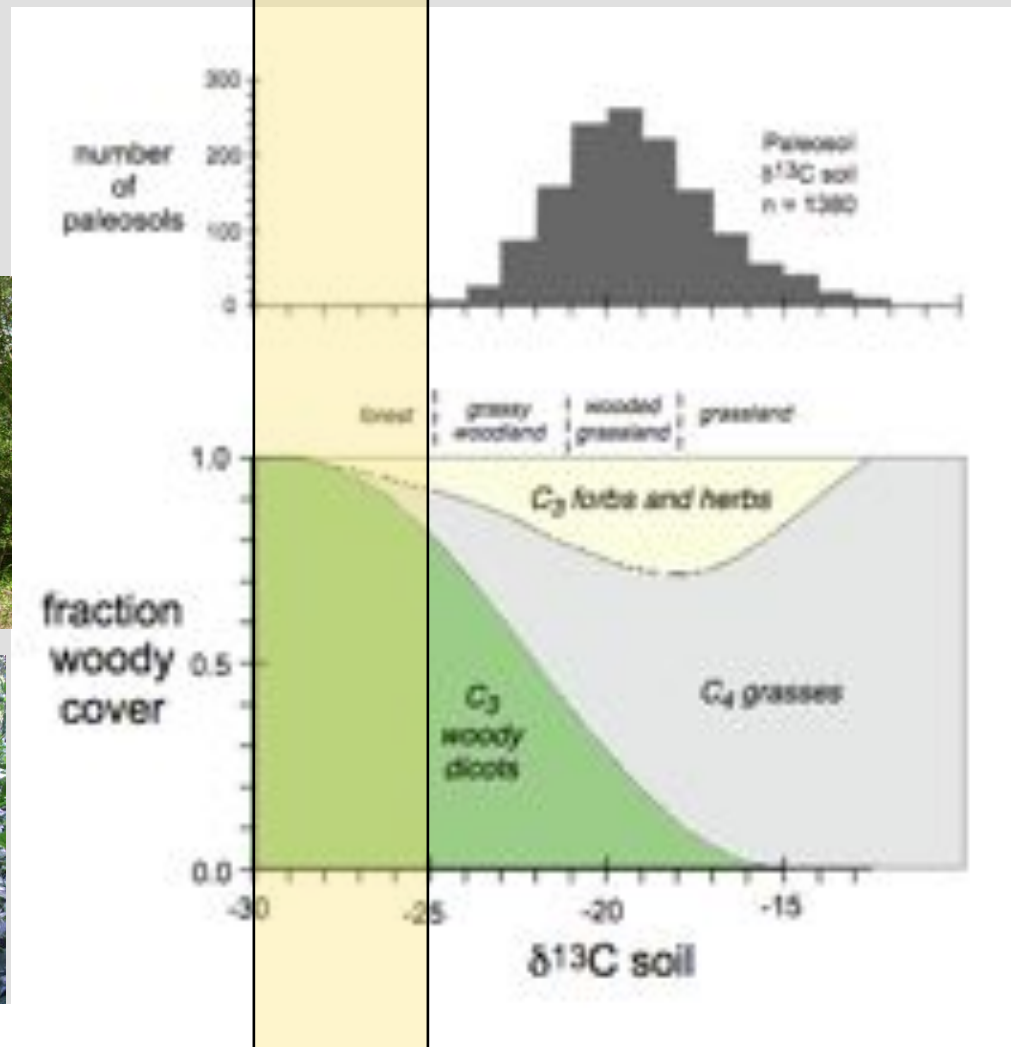 300
200
100
0
number
of
paleosols
Paleosol
δ13C soil
n = 1380
forest
grassy
woodland
wooded
grassland
grassland
1.0
0.5
0.0
fraction
woody
cover
C3 forbs and herbs
C4 grasses
C3
woody
dicots
-30
-25
-20
-15
δ13C soil